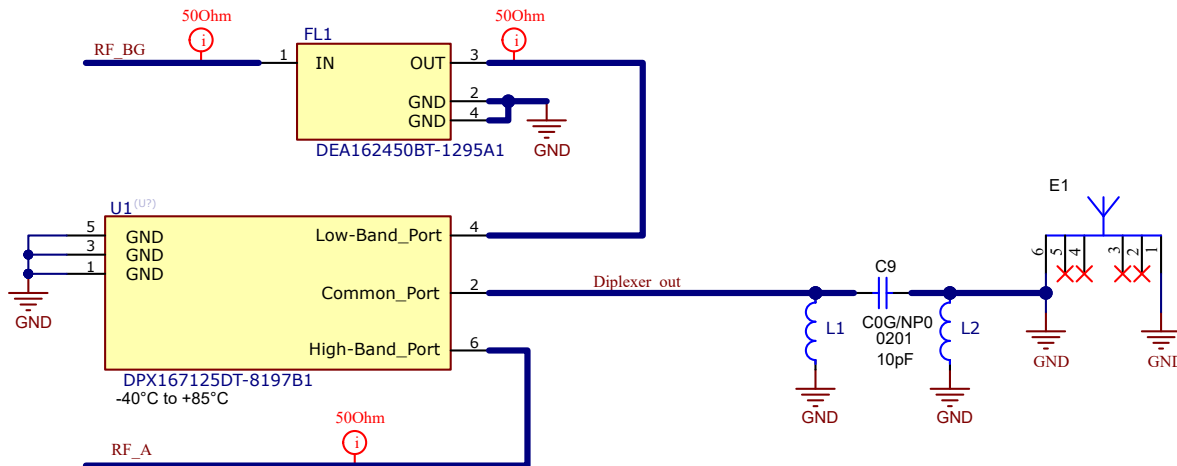 50Ohm
50Ohm
RF_BG
i
i
FL1
1
IN
OUT
3
GND
2
GND
4
GND
DEA162450BT-1295A1
U1 (U?)
5
GND
3
GND
1
GND
GND
Low-Band_Port
4
Common_Port
2
High-Band_Port
6
DPX167125DT-8197B1
-40°C to +85°C
Diplexer_out
RF_A
50Ohm
i
L1
GND
C9
C0G/NP0
0201
10pF
L2
GND
E1
6
5
4
3
2
1
GND
GND